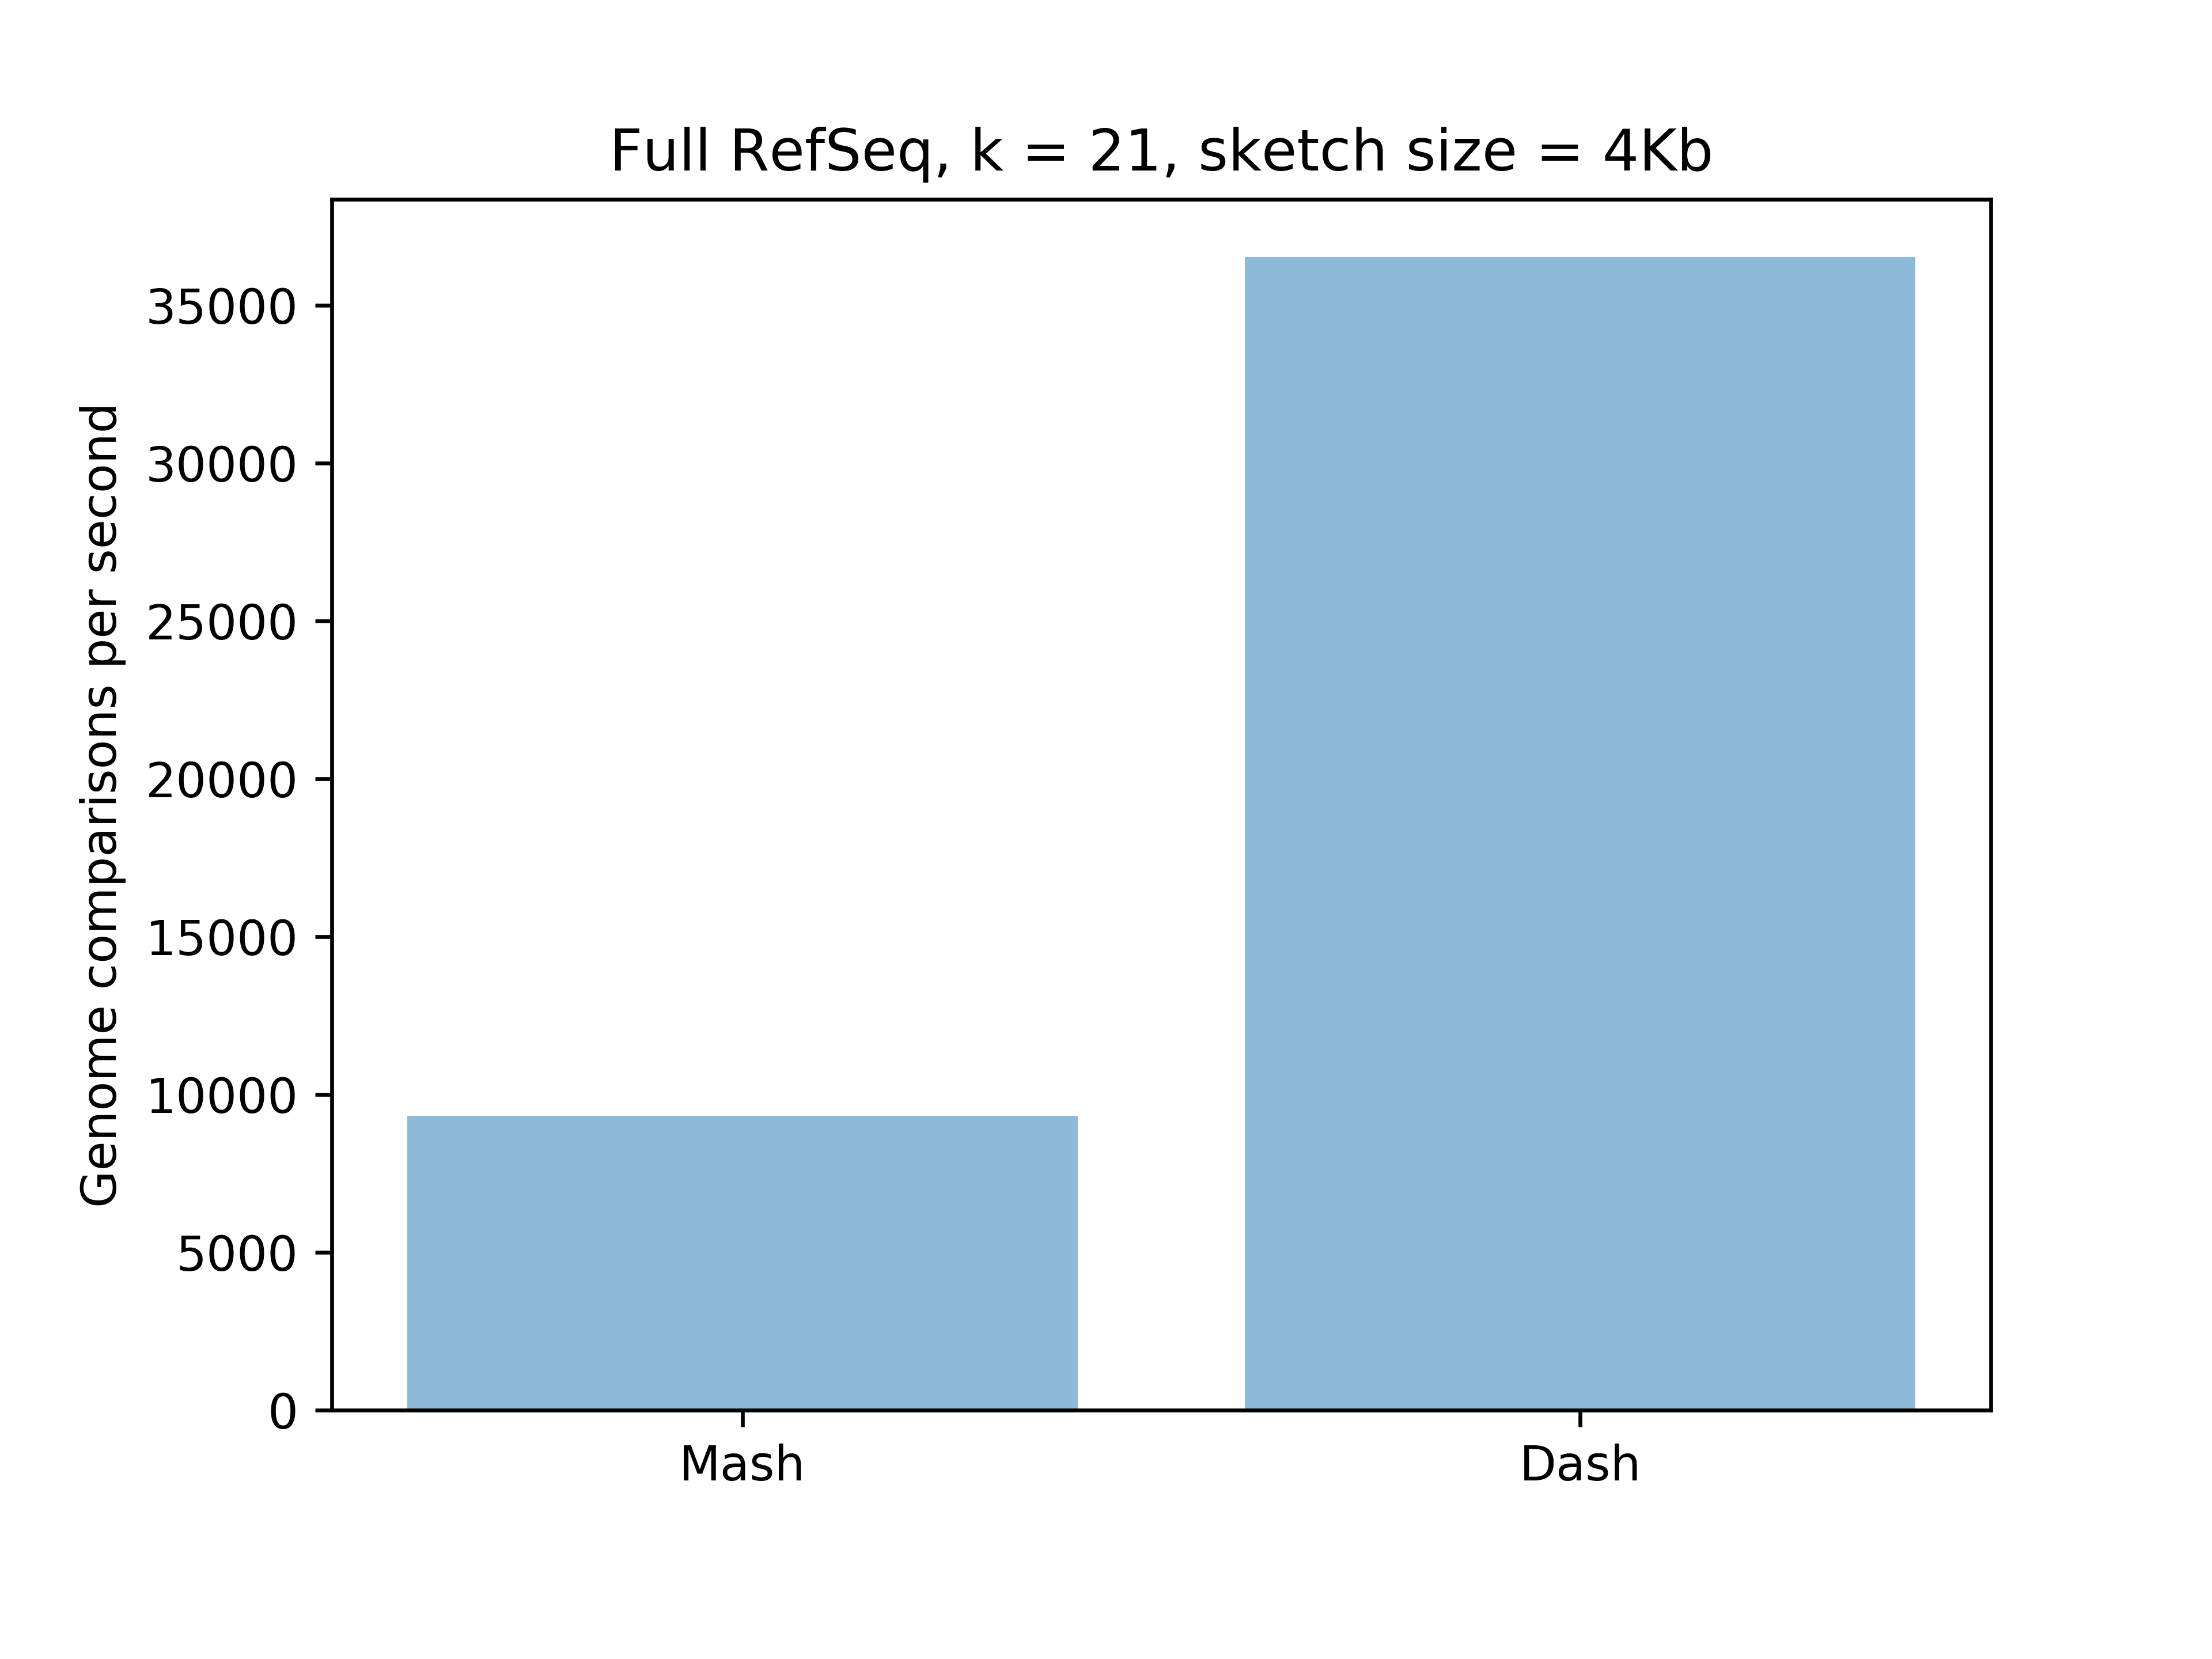 Full RefSeq, k = 21, sketch size = 4Kb
Genome comparisons per second
35000
30000
25000
20000
15000
10000
5000
0
Mash
Dash